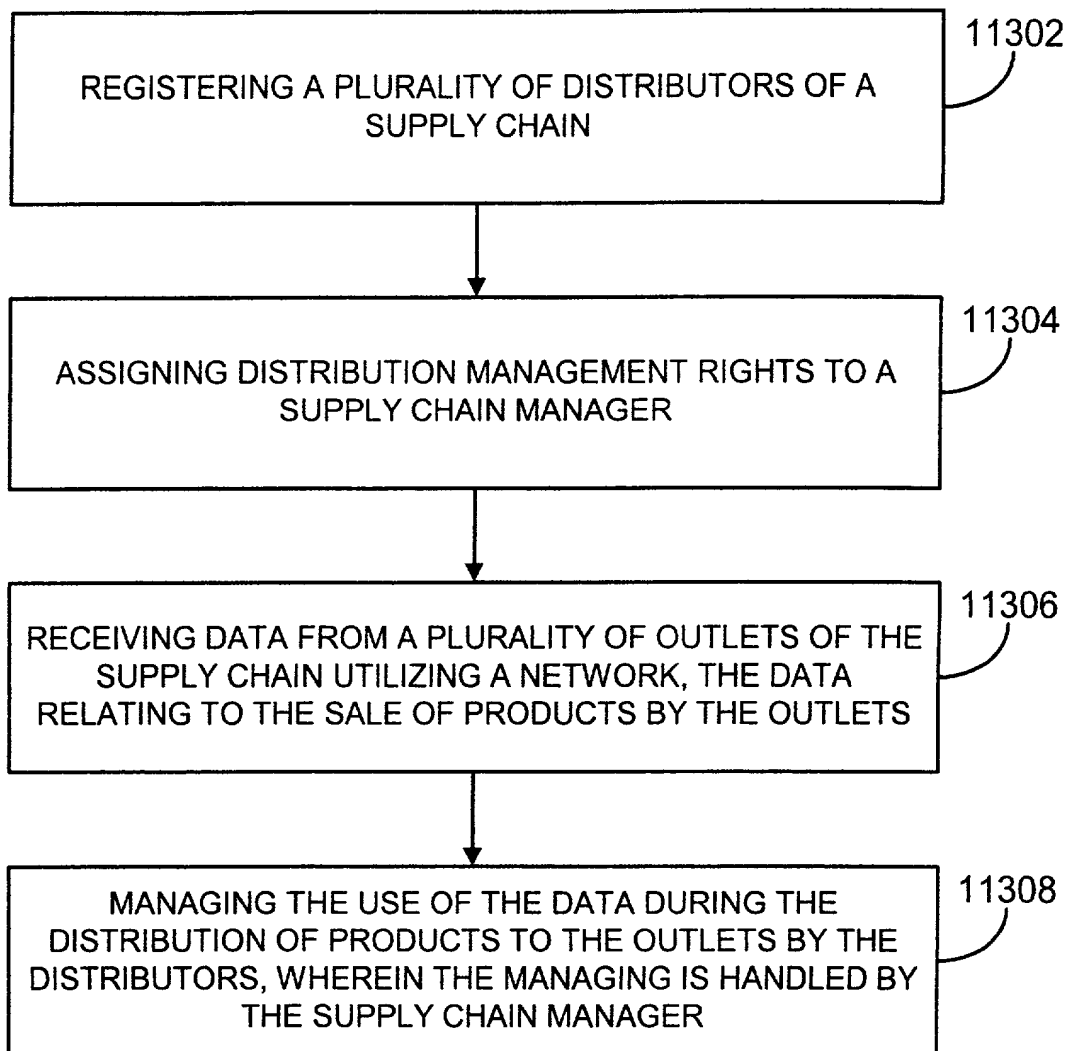 11302
REGISTERING A PLURALITY OF DISTRIBUTORS OF A
SUPPLY CHAIN
11304
ASSIGNING DISTRIBUTION MANAGEMENT RIGHTS TO A
SUPPLY CHAIN MANAGER
11306
RECEIVING DATA FROM A PLURALITY OF OUTLETS OF THE
SUPPLY CHAIN UTILIZING A NETWORK, THE DATA
RELATING TO THE SALE OF PRODUCTS BY THE OUTLETS
11308
MANAGING THE USE OF THE DATA DURING THE
DISTRIBUTION OF PRODUCTS TO THE OUTLETS BY THE
DISTRIBUTORS, WHEREIN THE MANAGING IS HANDLED BY
THE SUPPLY CHAIN MANAGER